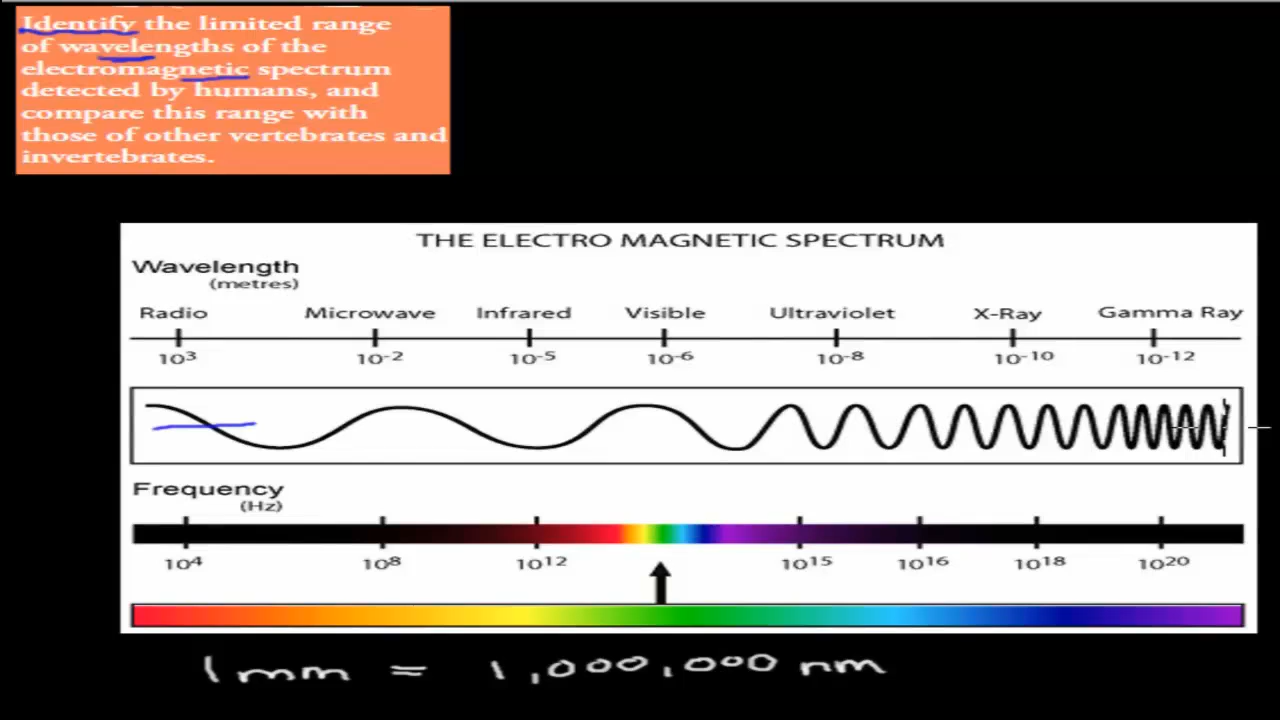 Identify the limited range
of wavelengths of the
electromagnetic spectrum
detected by humans, and
compare this range with
those of other vertebrates and
invertebrates.
THE ELECTRO MAGNETIC SPECTRUM
Wavelength
(metres)
Radio Microwave Infrared Visible Ultraviolet X-Ray Gamma Ray
10³ 10⁻² 10⁻⁵ 10⁻⁶ 10⁻⁸ 10⁻¹⁰ 10⁻¹²
Frequency
(Hz)
10⁴ 10⁸ 10¹² 10¹⁵ 10¹⁶ 10¹⁸ 10²⁰
1 mm = 1,000,000 nm